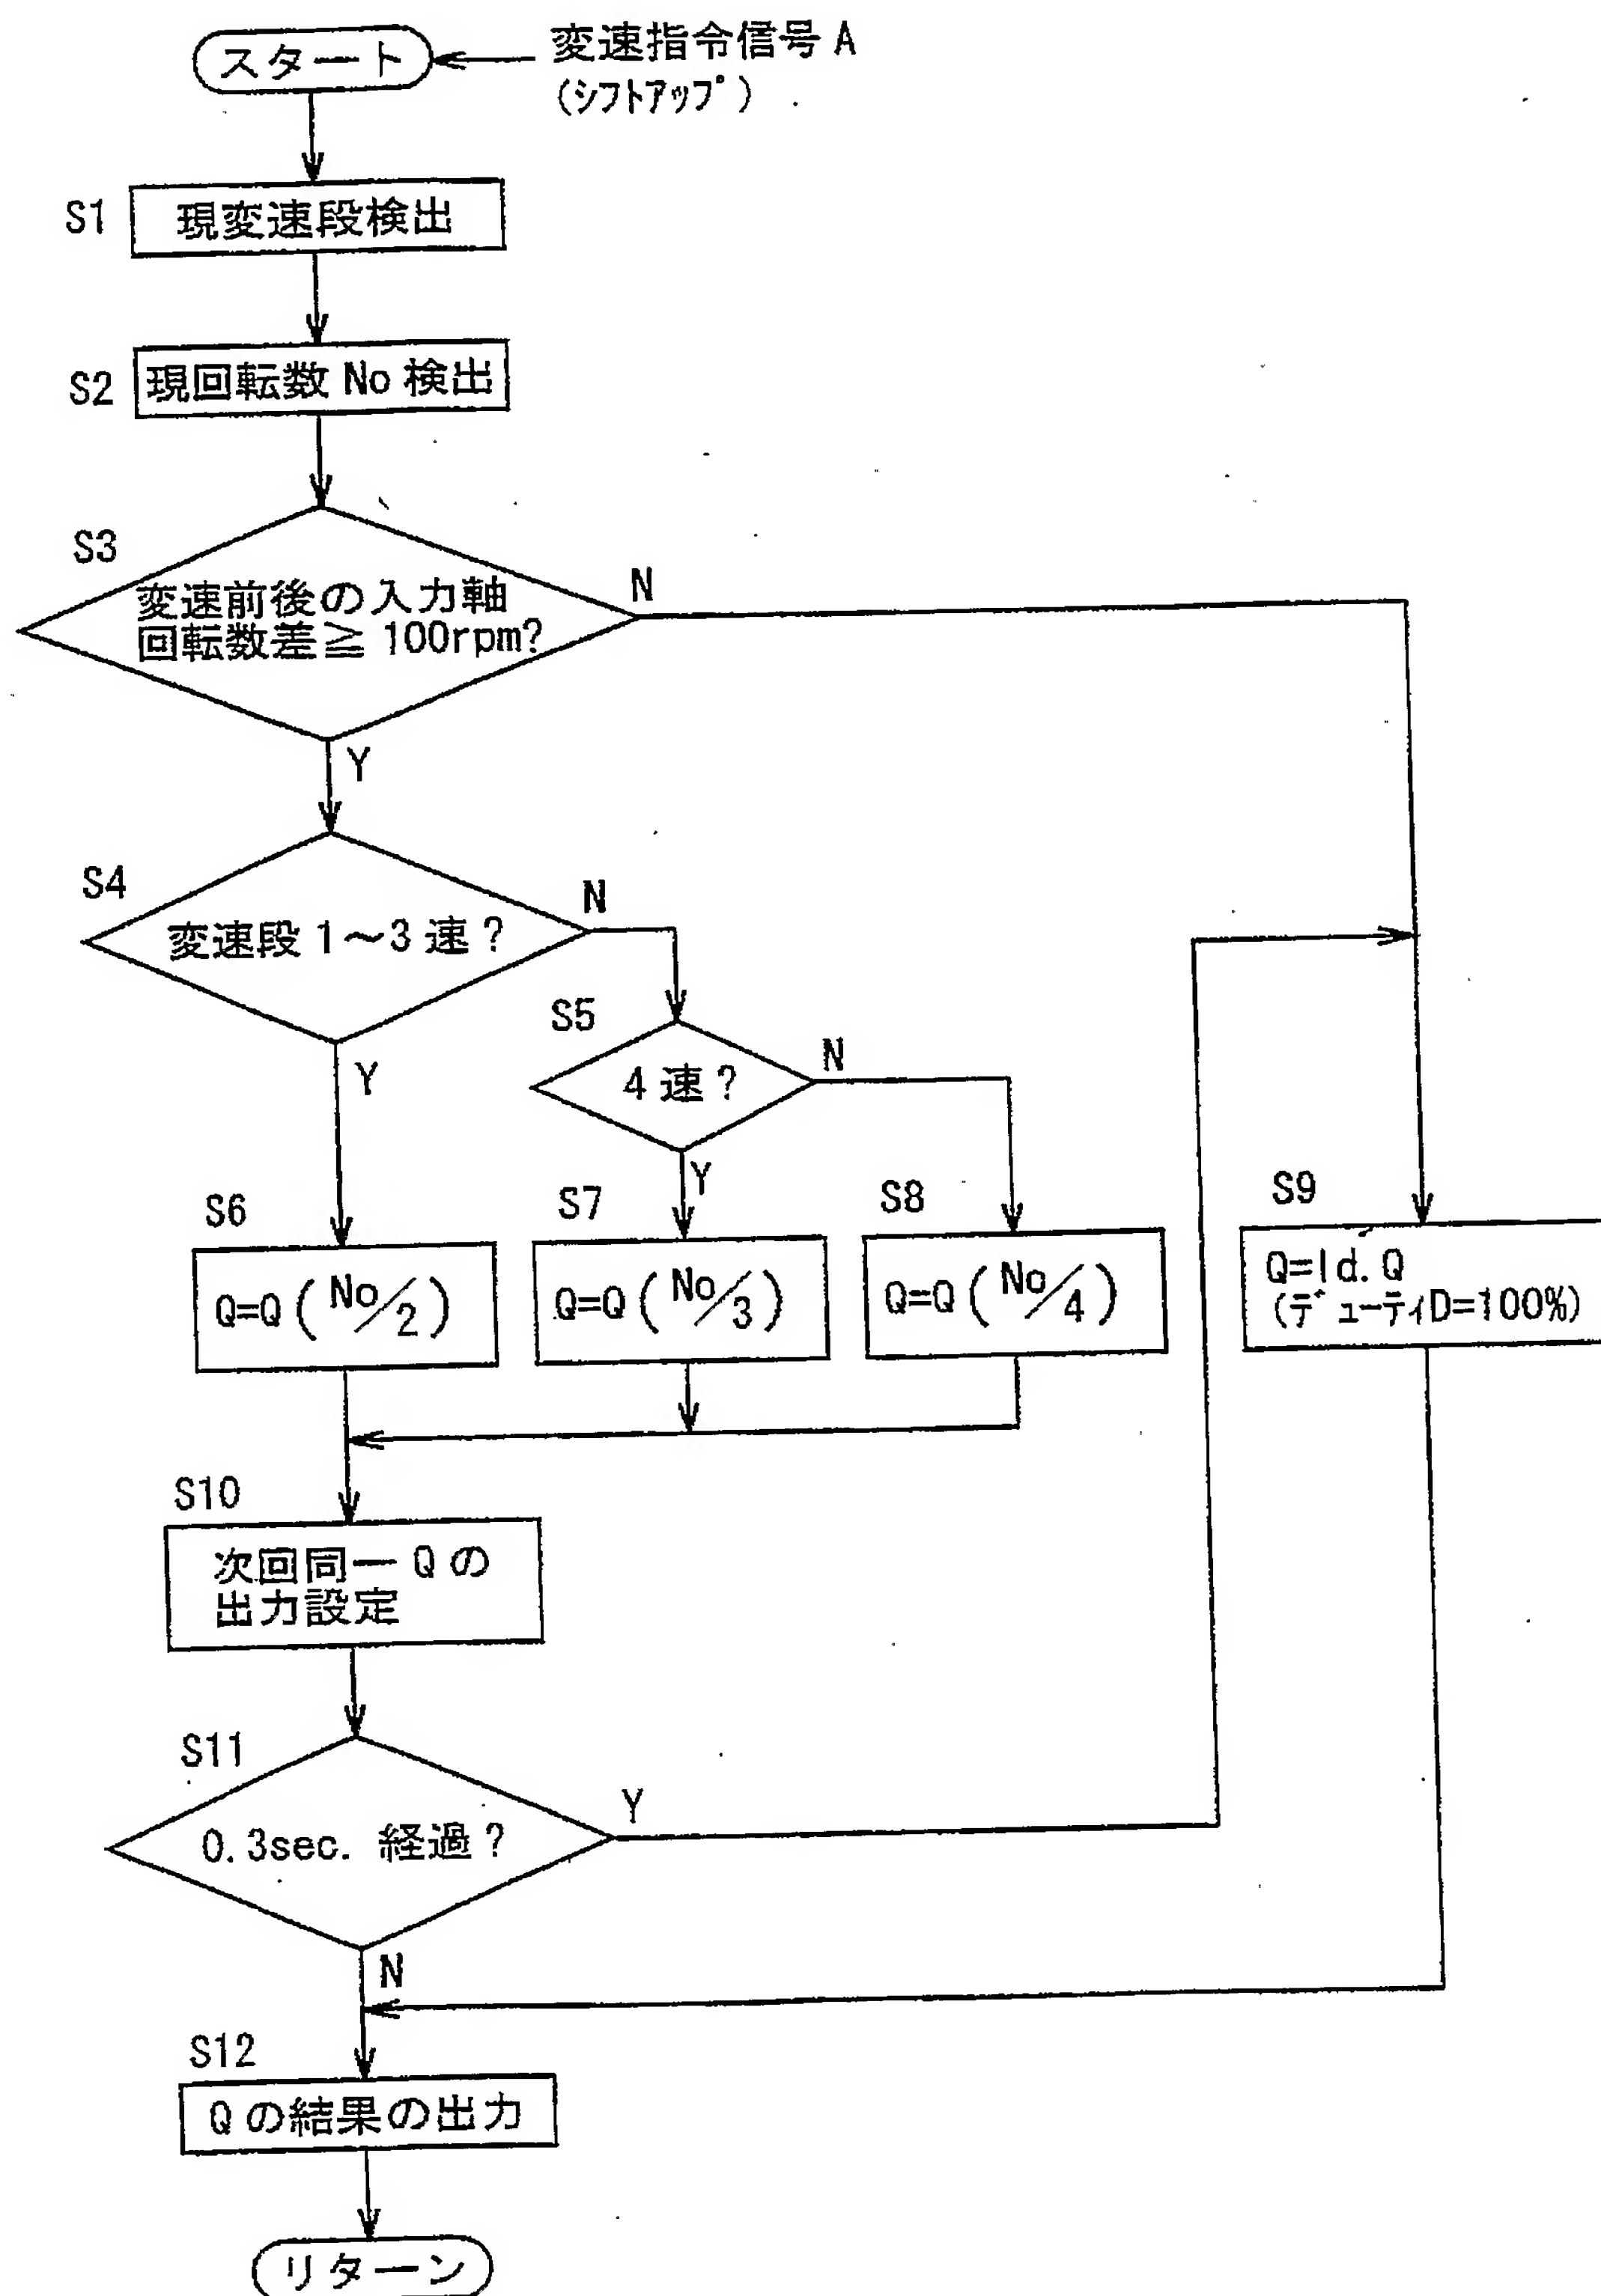 スタート
変速指令信号 A
(シフトアップ)
S1
現変速段検出
S2
現回転数 No 検出
S3
変速前後の入力軸
回転数差≧100rpm?
N
Y
S4
変速段 1〜3 速?
N
Y
S5
4 速?
N
Y
S6
Q=Q(No/2)
S7
Q=Q(No/3)
S8
Q=Q(No/4)
S9
Q=Id.Q
(デューティD=100%)
S10
次回同一 Q の
出力設定
S11
0.3sec. 経過?
Y
N
S12
Q の結果の出力
リターン